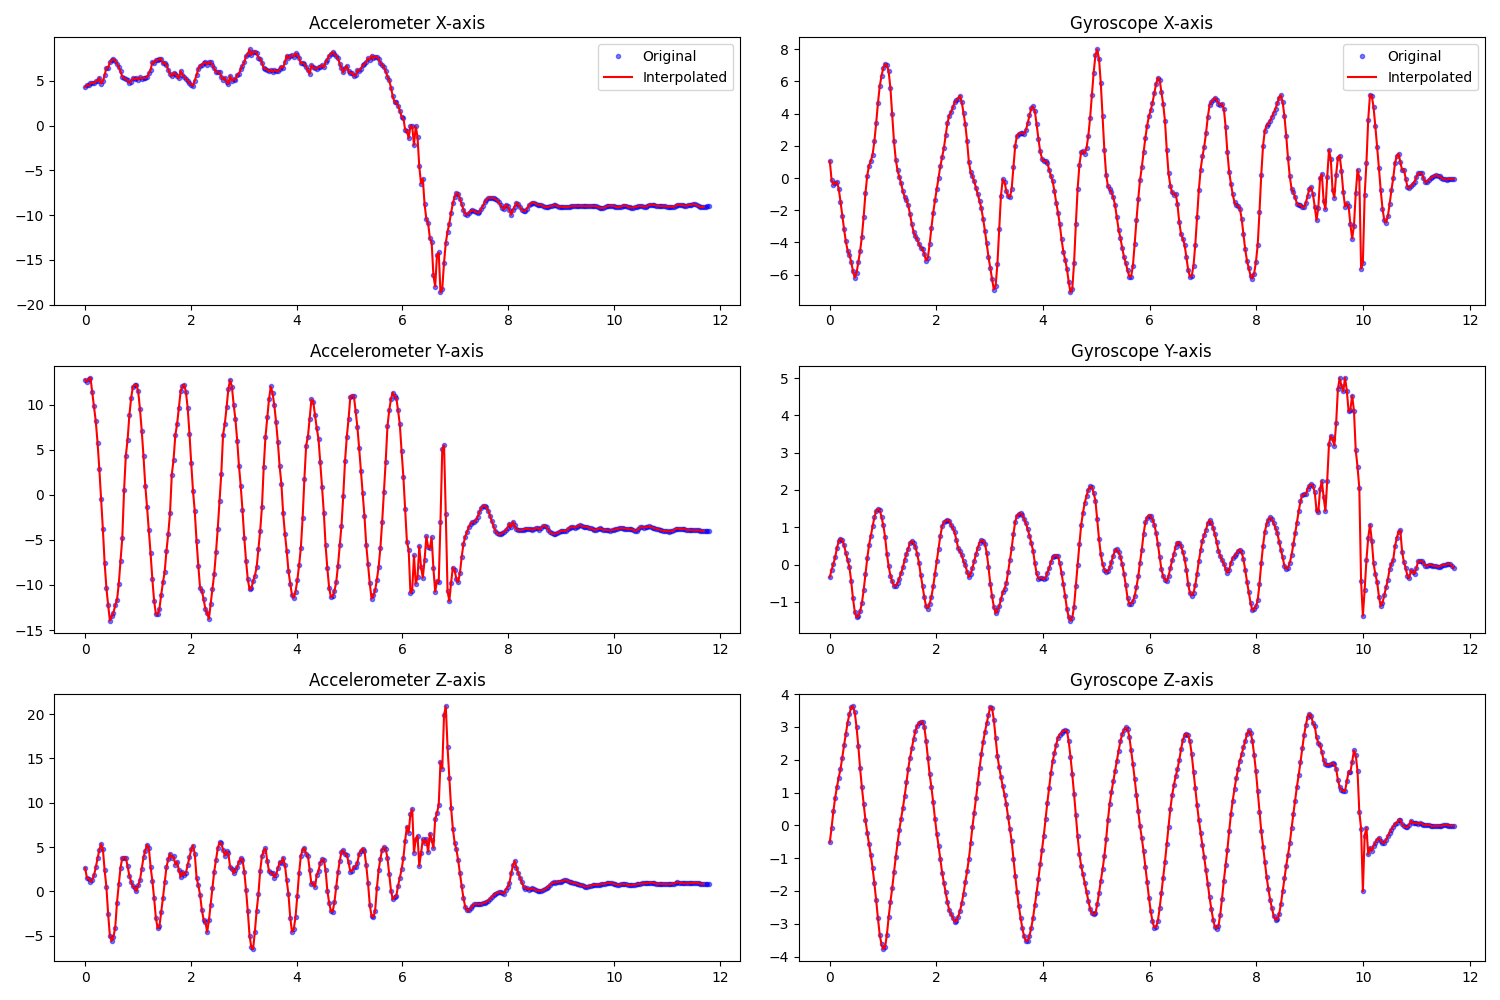 Accelerometer X-axis
Original
Interpolated
5
0
−5
−10
−15
−20
0 2 4 6 8 10 12
Gyroscope X-axis
Original
Interpolated
8
6
4
2
0
−2
−4
−6
0 2 4 6 8 10 12
Accelerometer Y-axis
10
5
0
−5
−10
−15
0 2 4 6 8 10 12
Gyroscope Y-axis
5
4
3
2
1
0
−1
0 2 4 6 8 10 12
Accelerometer Z-axis
20
15
10
5
0
−5
0 2 4 6 8 10 12
Gyroscope Z-axis
4
3
2
1
0
−1
−2
−3
−4
0 2 4 6 8 10 12